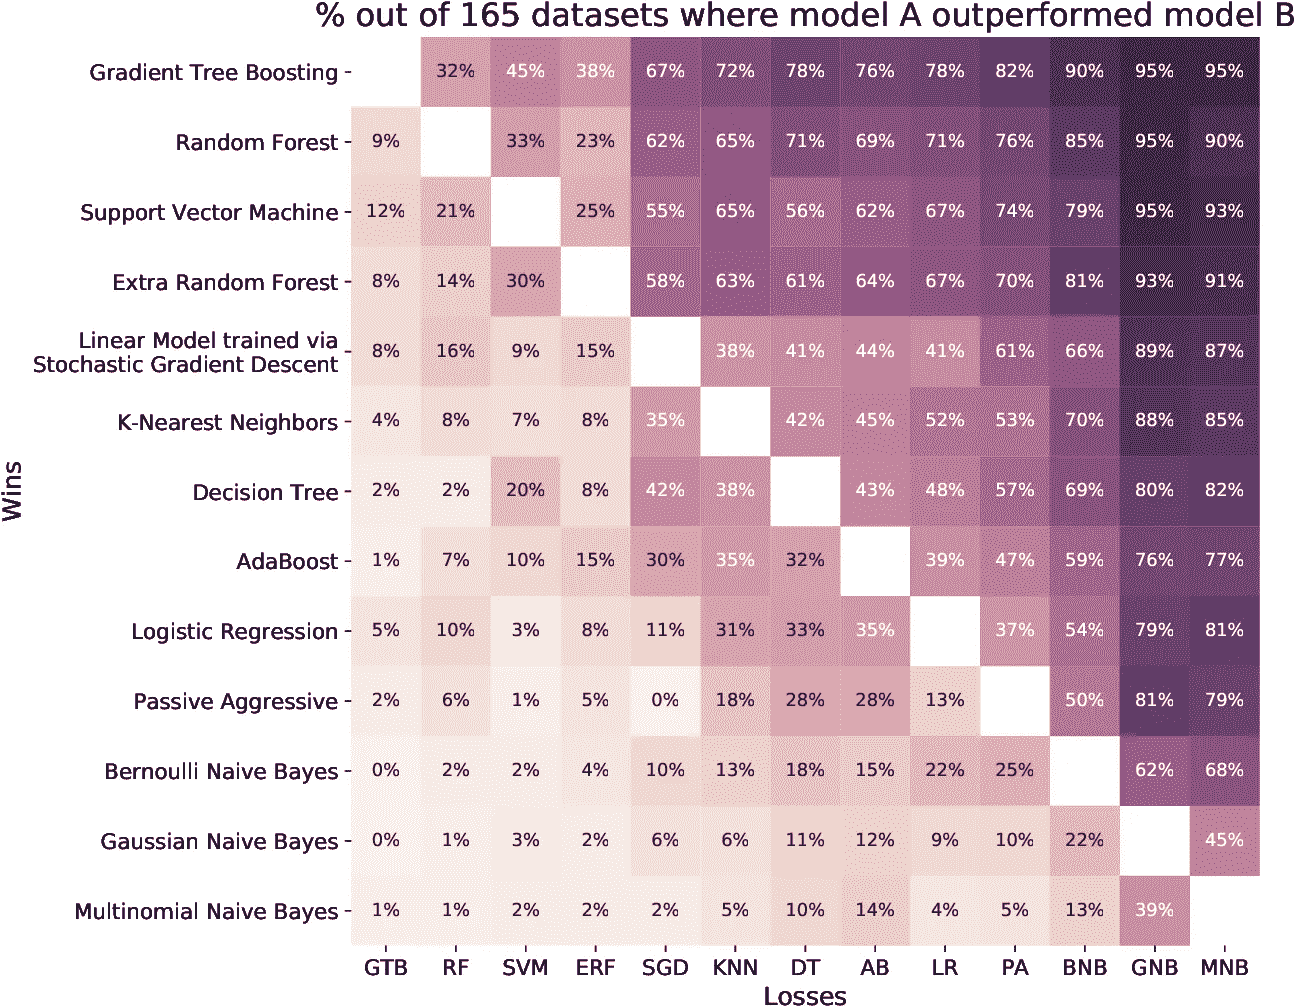 % out of 165 datasets where model A outperformed model B
Gradient Tree Boosting 32% 45% 38% 67% 72% 78% 76% 78% 82% 90% 95% 95%
Random Forest 9% 33% 23% 62% 65% 71% 69% 71% 76% 85% 95% 90%
Support Vector Machine 12% 21% 25% 55% 65% 56% 62% 67% 74% 79% 95% 93%
Extra Random Forest 8% 14% 30% 58% 63% 61% 64% 67% 70% 81% 93% 91%
Linear Model trained via
Stochastic Gradient Descent 8% 16% 9% 15% 38% 41% 44% 41% 61% 66% 89% 87%
K-Nearest Neighbors 4% 8% 7% 8% 35% 42% 45% 52% 53% 70% 88% 85%
Wins
Decision Tree 2% 2% 20% 8% 42% 38% 43% 48% 57% 69% 80% 82%
AdaBoost 1% 7% 10% 15% 30% 35% 32% 39% 47% 59% 76% 77%
Logistic Regression 5% 10% 3% 8% 11% 31% 33% 35% 37% 54% 79% 81%
Passive Aggressive 2% 6% 1% 5% 0% 18% 28% 28% 13% 50% 81% 79%
Bernoulli Naive Bayes 0% 2% 2% 4% 10% 13% 18% 15% 22% 25% 62% 68%
Gaussian Naive Bayes 0% 1% 3% 2% 6% 6% 11% 12% 9% 10% 22% 45%
Multinomial Naive Bayes 1% 1% 2% 2% 2% 5% 10% 14% 4% 5% 13% 39%
GTB RF SVM ERF SGD KNN DT AB LR PA BNB GNB MNB
Losses